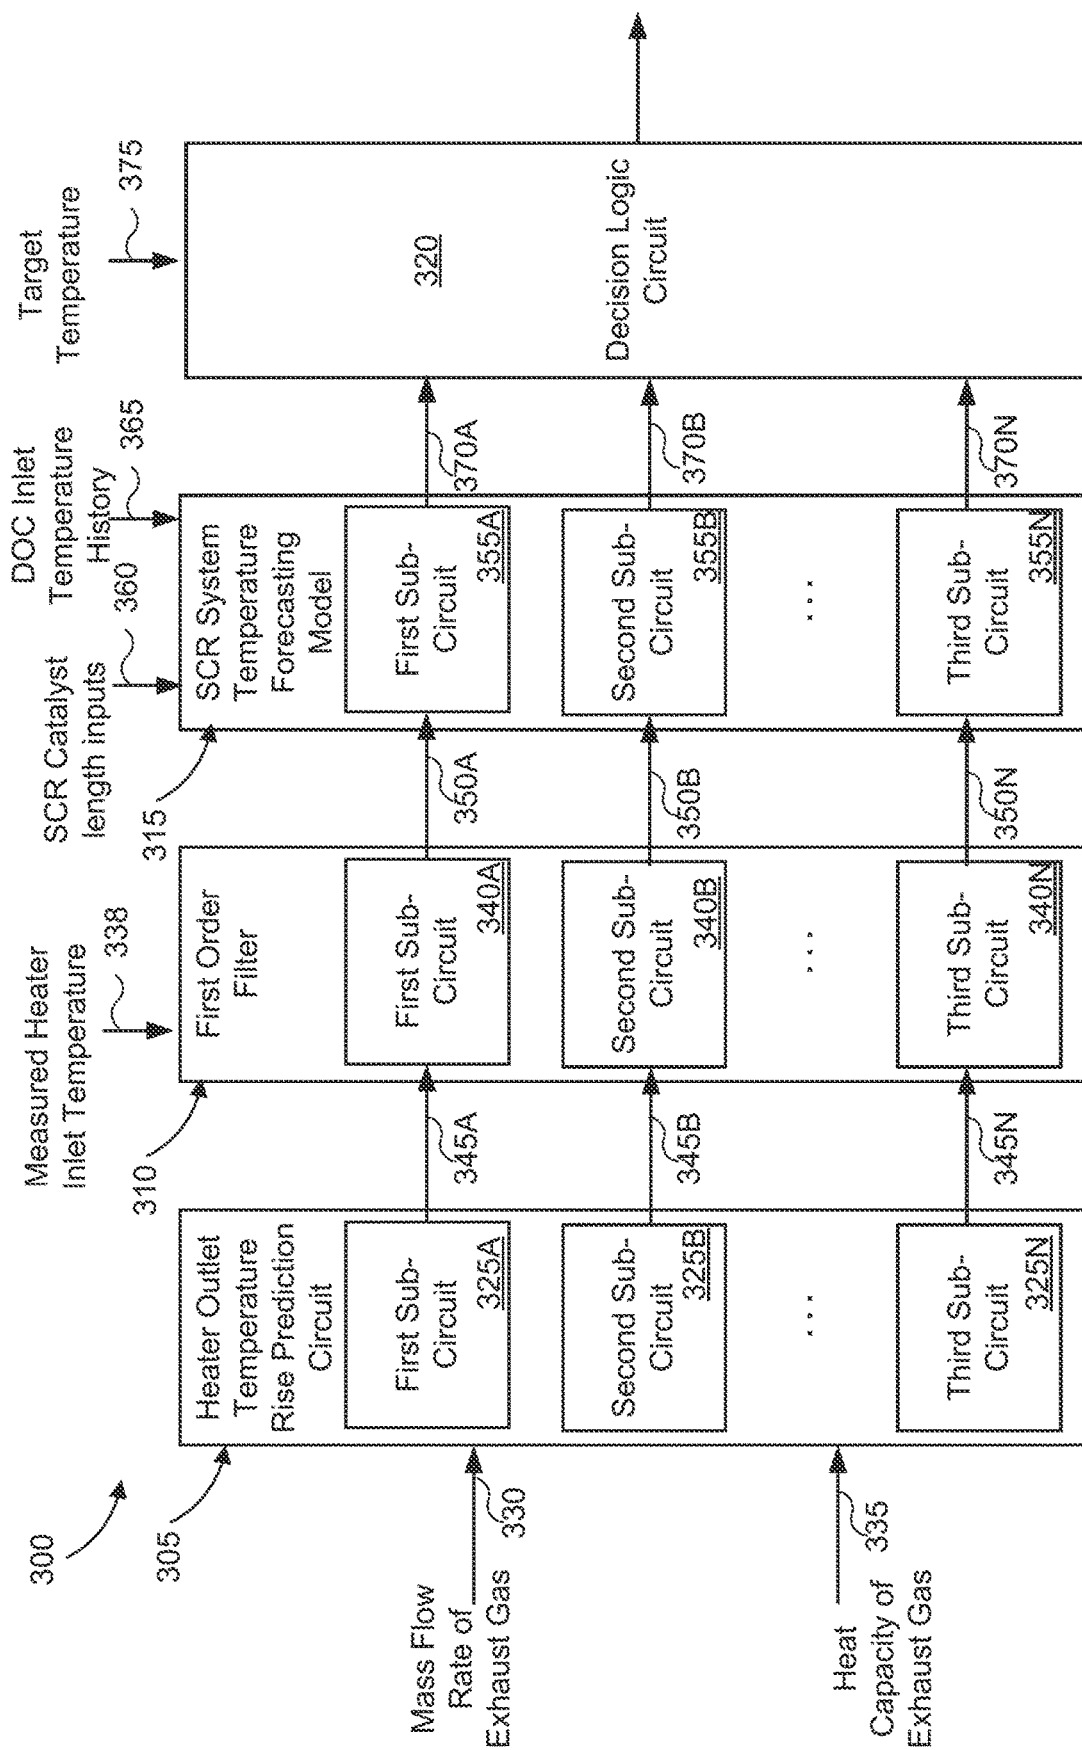 300
305
Mass Flow
Rate of
Exhaust Gas
330
Heat
Capacity of
Exhaust Gas
335
Heater Outlet
Temperature
Rise Prediction
Circuit
First Sub-
Circuit
325A
Second Sub-
Circuit
325B
...
Third Sub-
Circuit
325N
345A
345B
345N
Measured Heater
Inlet Temperature
338
310
First Order
Filter
First Sub-
Circuit
340A
Second Sub-
Circuit
340B
...
Third Sub-
Circuit
340N
350A
350B
350N
SCR Catalyst
length inputs
360
DOC Inlet
Temperature
History
365
315
SCR System
Temperature
Forecasting
Model
First Sub-
Circuit
355A
Second Sub-
Circuit
355B
...
Third Sub-
Circuit
355N
370A
370B
370N
Target
Temperature
375
320
Decision Logic
Circuit